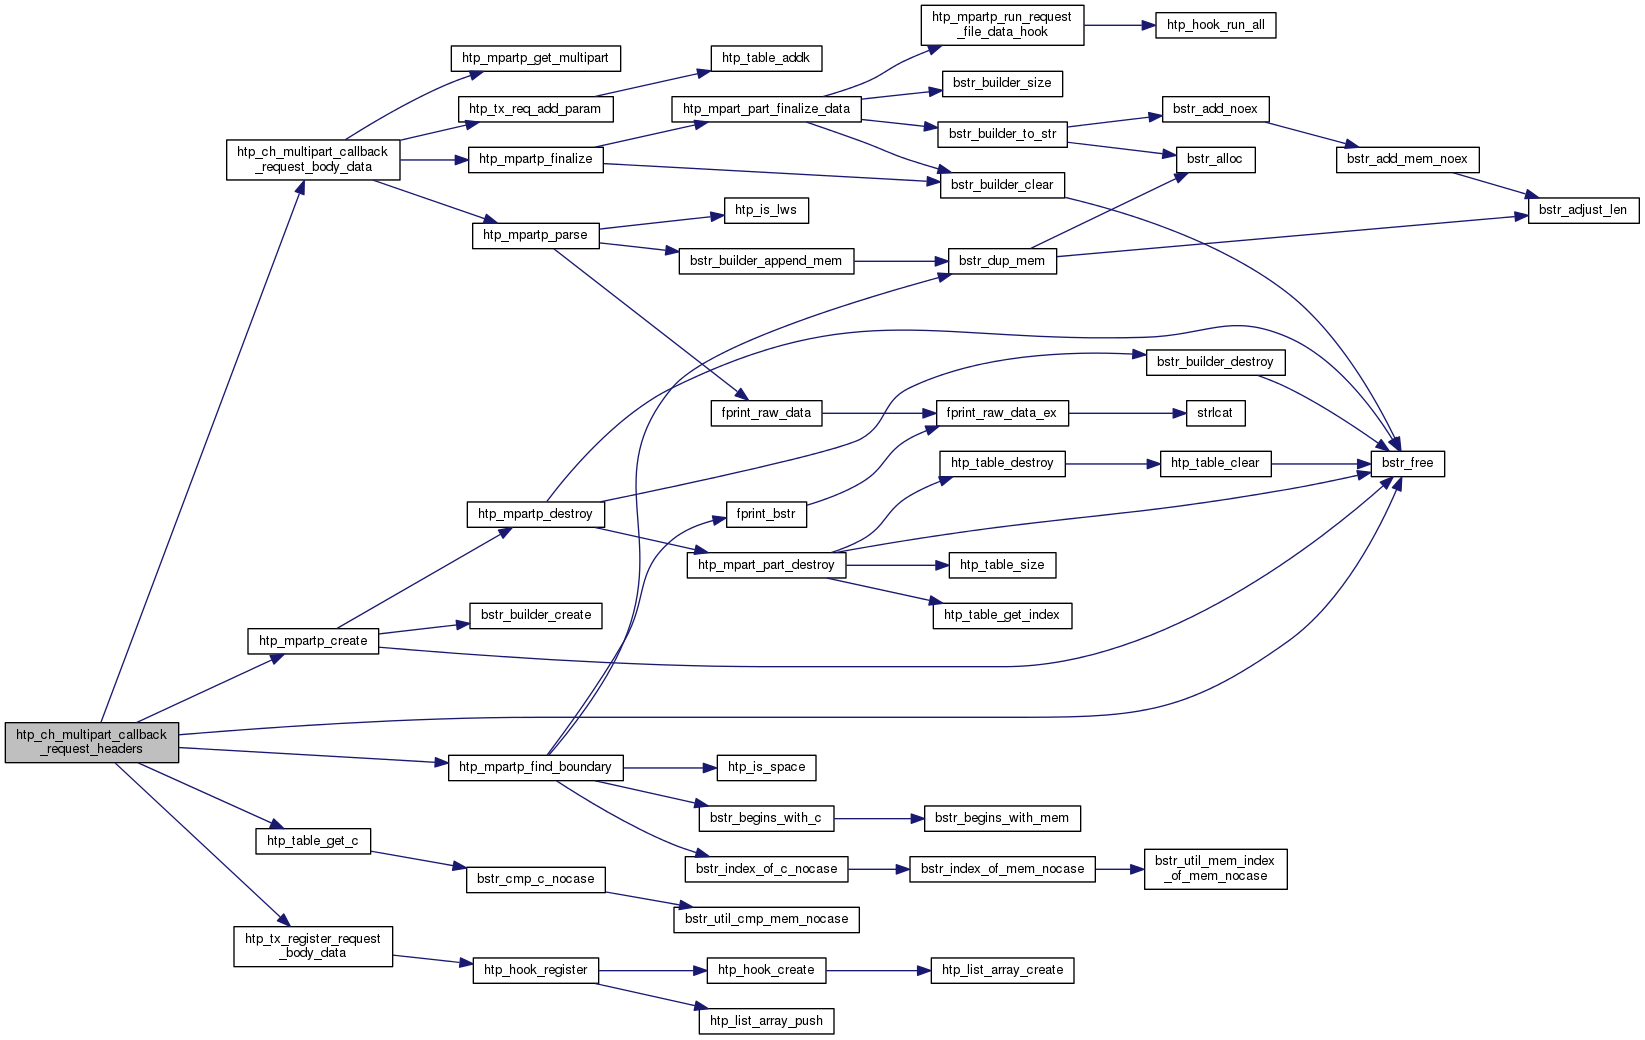 htp_mpartp_run_request
_file_data_hook
htp_hook_run_all
htp_mpartp_get_multipart
htp_table_addk
bstr_builder_size
htp_tx_req_add_param
htp_mpart_part_finalize_data
bstr_add_noex
bstr_builder_to_str
htp_ch_multipart_callback
_request_body_data
htp_mpartp_finalize
bstr_alloc
bstr_add_mem_noex
bstr_builder_clear
htp_is_lws
bstr_adjust_len
htp_mpartp_parse
bstr_builder_append_mem
bstr_dup_mem
bstr_builder_destroy
fprint_raw_data
fprint_raw_data_ex
strlcat
htp_table_destroy
htp_table_clear
bstr_free
htp_mpartp_destroy
fprint_bstr
htp_mpart_part_destroy
htp_table_size
bstr_builder_create
htp_table_get_index
htp_mpartp_create
htp_ch_multipart_callback
_request_headers
htp_mpartp_find_boundary
htp_is_space
bstr_begins_with_c
bstr_begins_with_mem
htp_table_get_c
bstr_index_of_c_nocase
bstr_index_of_mem_nocase
bstr_util_mem_index
_of_mem_nocase
bstr_cmp_c_nocase
bstr_util_cmp_mem_nocase
htp_tx_register_request
_body_data
htp_hook_register
htp_hook_create
htp_list_array_create
htp_list_array_push